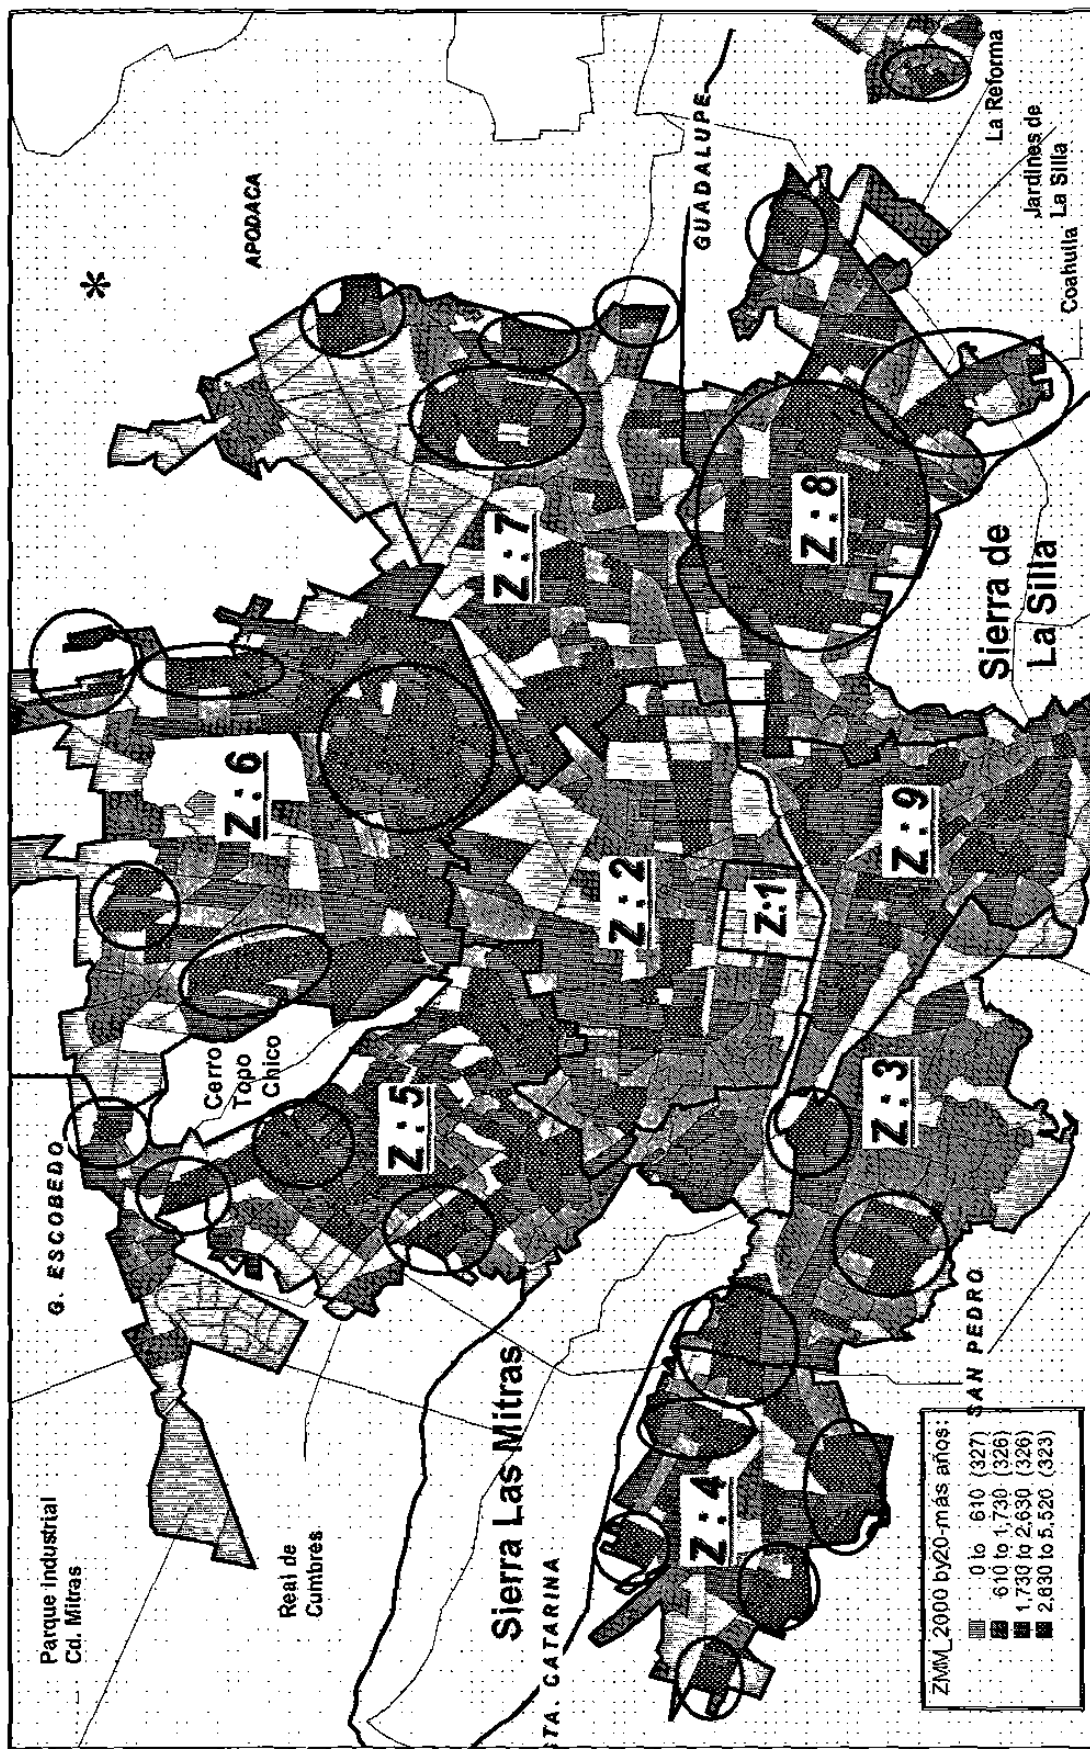 Parque industrial
Cd. Mitras
G. ESCOBEDO
APODACA
*
Real de
Cumbres
Cerro
Topo
Chico
Z : 6
Z : 5
Z : 7
Sierra Las Mitras
STA. CATARINA
Z : 2
Z:1
GUADALUPE
Z : 4
Z : 3
Z : 9
Z : 8
SAN PEDRO
Sierra de
La Silla
La Reforma
Jardines de
La Silla
Coahuila
ZMM_2000 by20-más años:
0 to 610 (327)
610 to 1,730 (326)
1,730 to 2,630 (326)
2,630 to 5,520 (323)